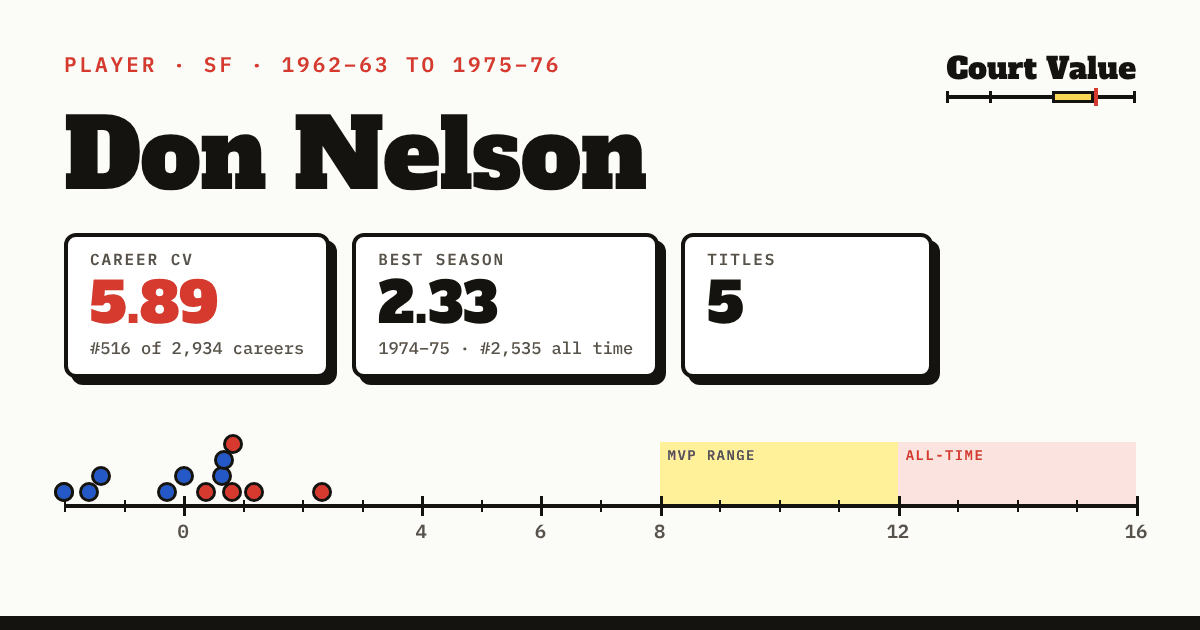 PLAYER · SF · 1962–63 TO 1975–76
Court Value
Don Nelson
CAREER CV
5.89
#516 of 2,934 careers
BEST SEASON
2.33
1974–75 · #2,535 all time
TITLES
5
MVP RANGE
ALL-TIME
0 4 6 8 12 16